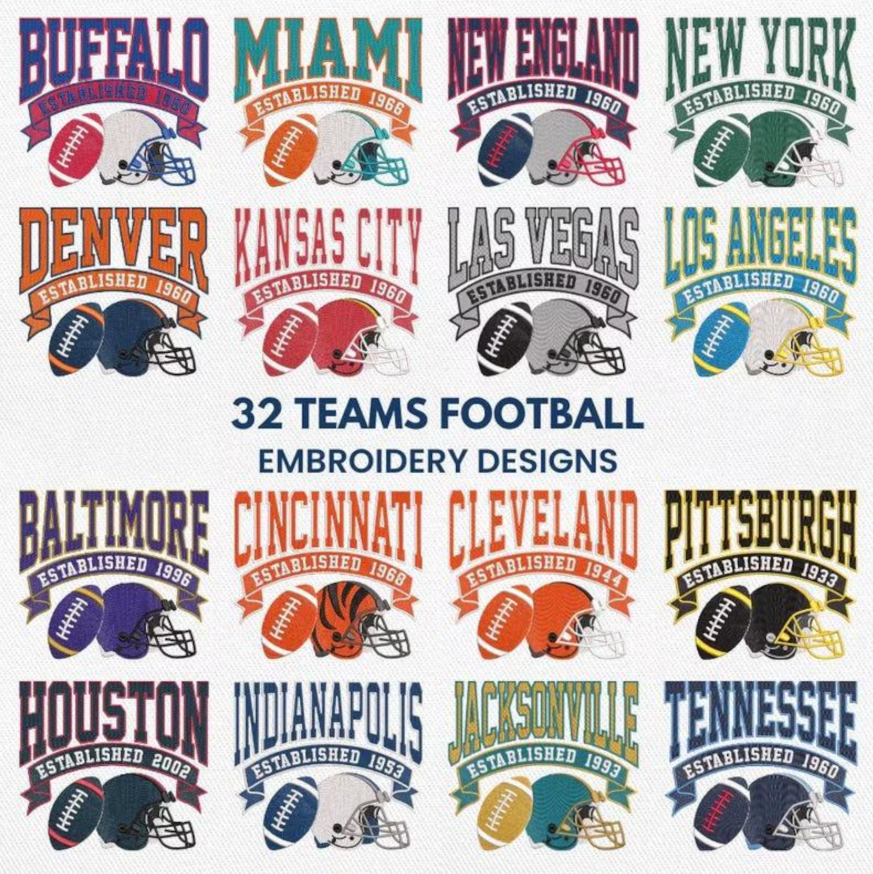 BUFFALO
ESTABLISHED 1960
MIAMI
ESTABLISHED 1966
NEW ENGLAND
ESTABLISHED 1960
NEW YORK
ESTABLISHED 1960
DENVER
ESTABLISHED 1960
KANSAS CITY
ESTABLISHED 1960
LAS VEGAS
ESTABLISHED 1960
LOS ANGELES
ESTABLISHED 1960
32 TEAMS FOOTBALL
EMBROIDERY DESIGNS
BALTIMORE
ESTABLISHED 1996
CINCINNATI
ESTABLISHED 1968
CLEVELAND
ESTABLISHED 1944
PITTSBURGH
ESTABLISHED 1933
HOUSTON
ESTABLISHED 2002
INDIANAPOLIS
ESTABLISHED 1953
JACKSONVILLE
ESTABLISHED 1993
TENNESSEE
ESTABLISHED 1960